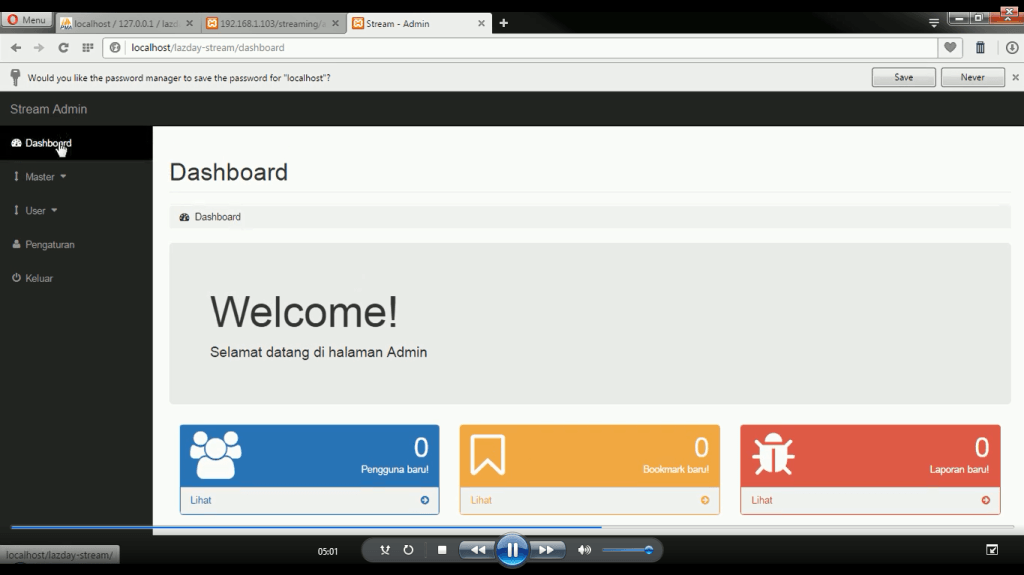 Menu
localhost / 127.0.0.1 / lazd
192.168.1.103/streaming/a
Stream - Admin
localhost/lazday-stream/dashboard
Would you like the password manager to save the password for "localhost"?
Save
Never
Stream Admin
Dashboard
Master
User
Pengaturan
Keluar
Dashboard
Dashboard
Welcome!
Selamat datang di halaman Admin
0
Pengguna baru!
Lihat
0
Bookmark baru!
Lihat
0
Laporan baru!
Lihat
localhost/lazday-stream/
05:01